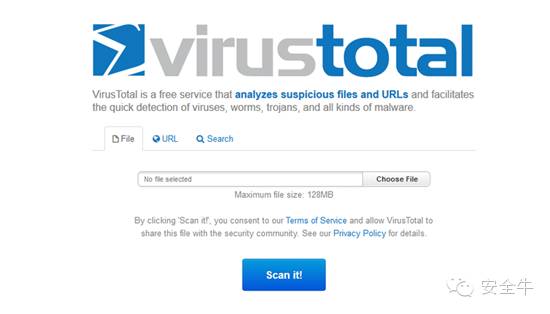 virustotal
VirusTotal is a free service that analyzes suspicious files and URLs and facilitates
the quick detection of viruses, worms, trojans, and all kinds of malware.
File URL Search
No file selected Choose File
Maximum file size: 128MB
By clicking 'Scan it!', you consent to our Terms of Service and allow VirusTotal to
share this file with the security community. See our Privacy Policy for details.
Scan it!
安全牛